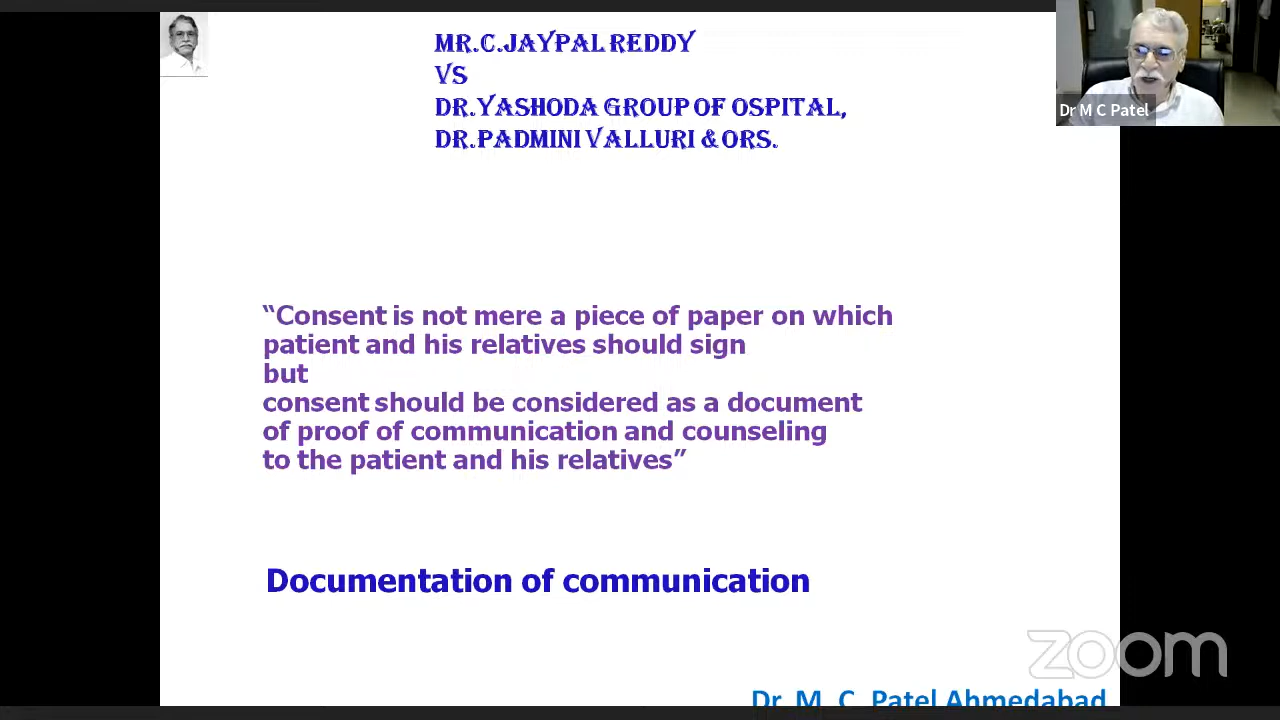 MR.C.JAYPAL REDDY
VS
DR.YASHODA GROUP OF OSPITAL,
DR.PADMINI VALLURI & ORS.
Dr M C Patel
“Consent is not mere a piece of paper on which
patient and his relatives should sign
but
consent should be considered as a document
of proof of communication and counseling
to the patient and his relatives”
Documentation of communication
zoom
Dr. M. C. Patel Ahmedabad